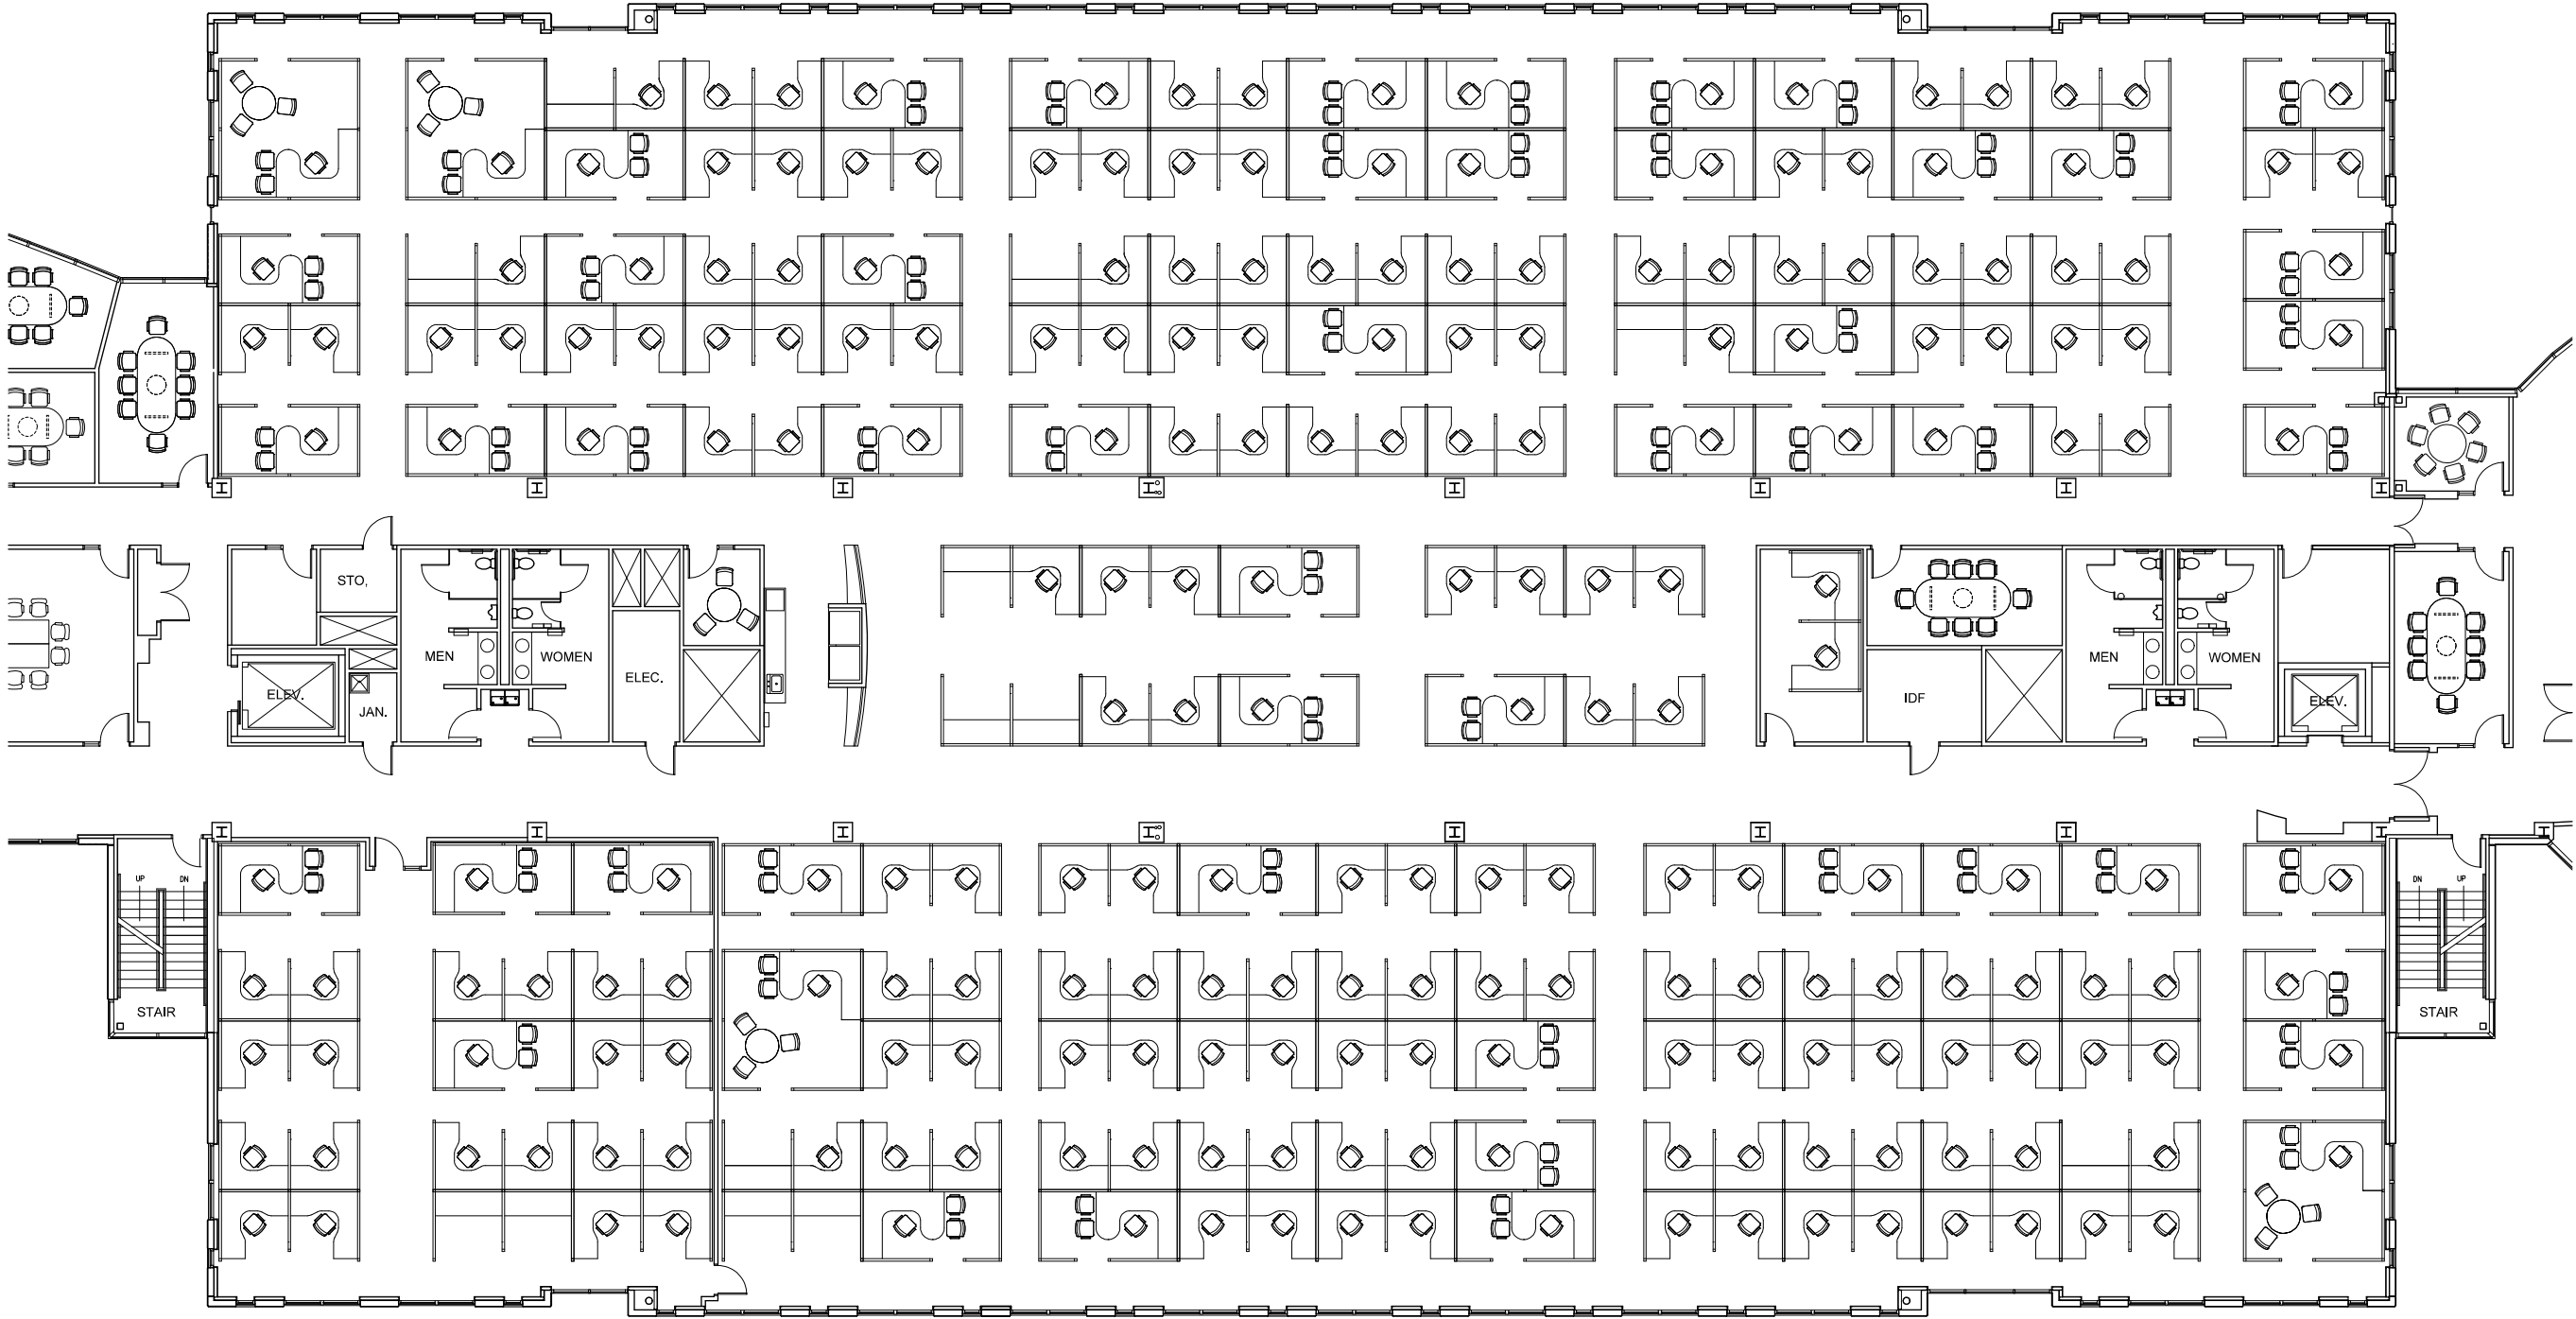 STO,
MEN
WOMEN
ELEC.
ELEV.
JAN.
IDF
MEN
WOMEN
ELEV.
UP
DN
STAIR
DN
UP
STAIR